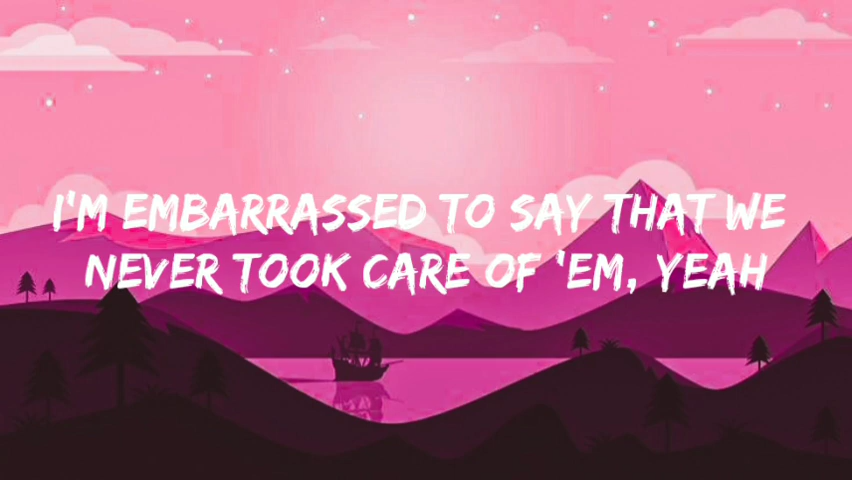 I'M EMBARRASSED TO SAY THAT WE
NEVER TOOK CARE OF 'EM, YEAH